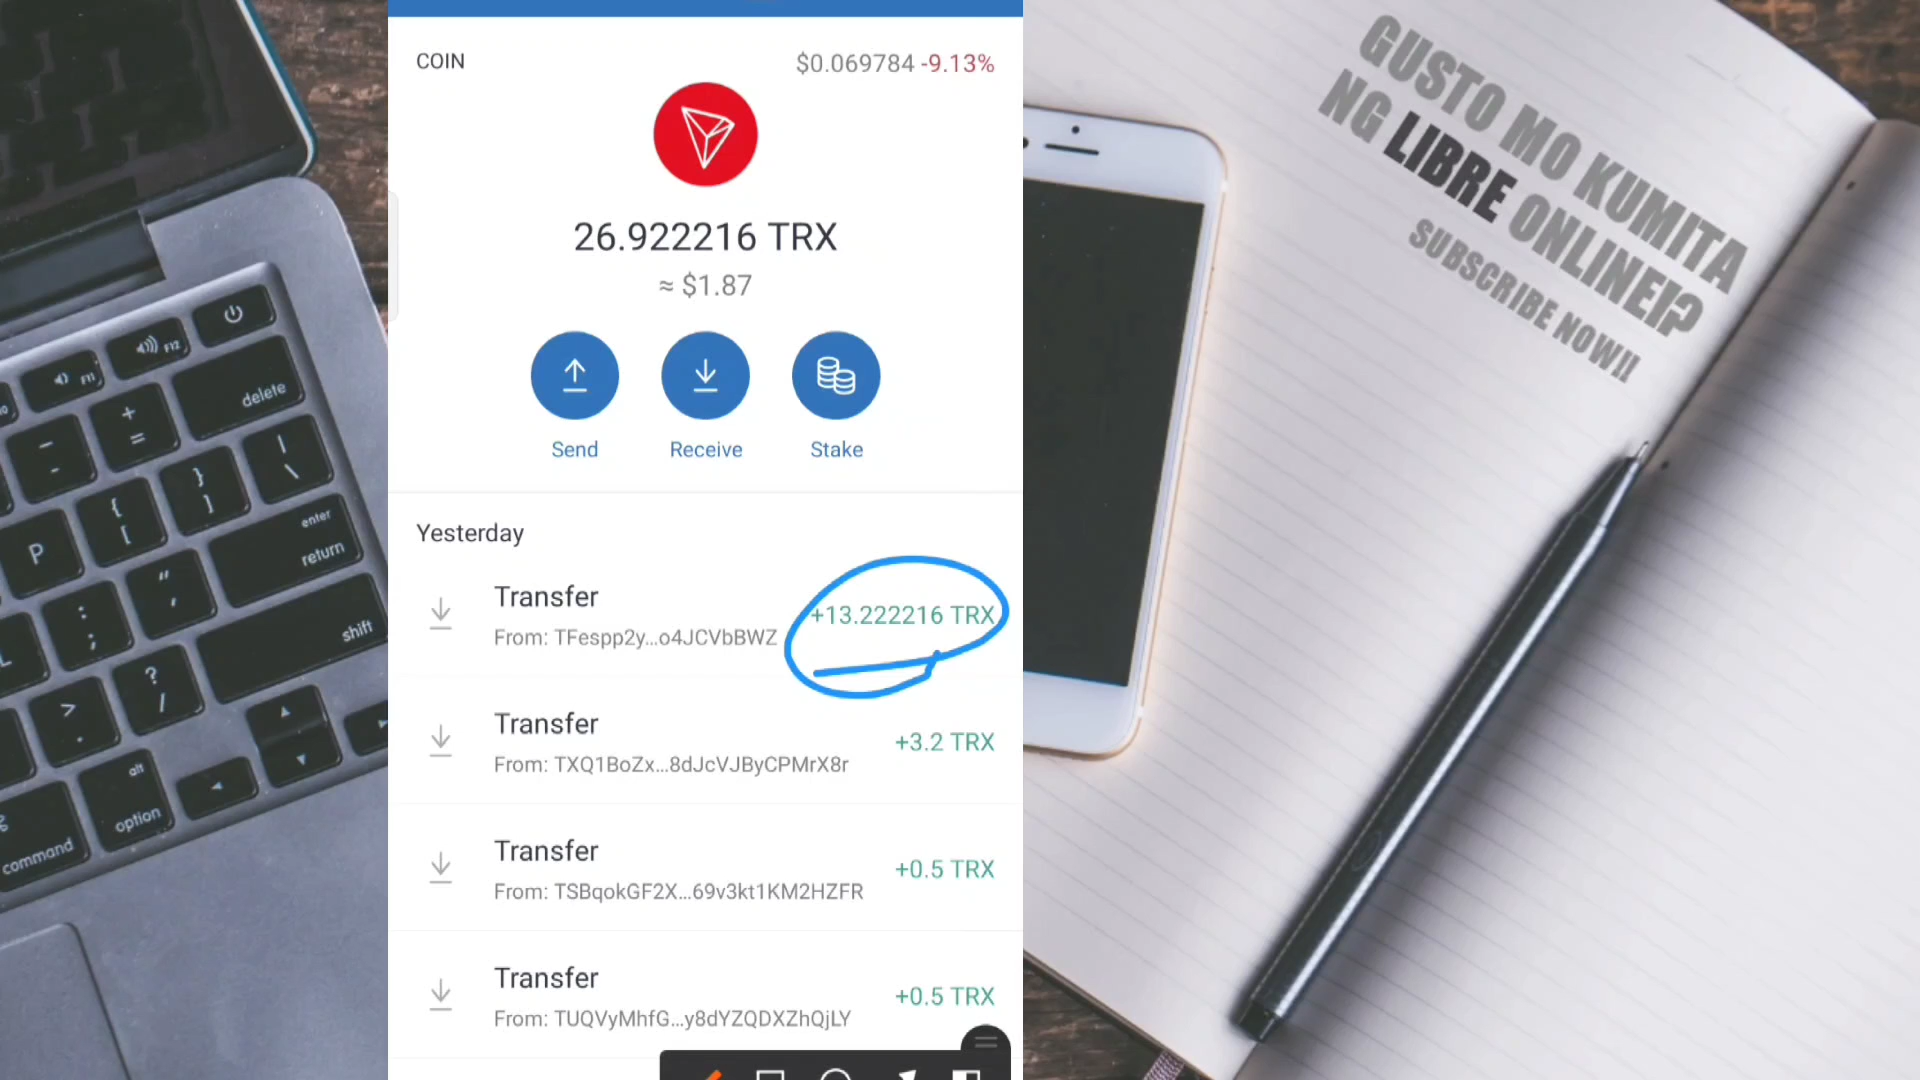 COIN
$0.069784 -9.13%
26.922216 TRX
≈ $1.87
Send
Receive
Stake
Yesterday
Transfer
+13.222216 TRX
From: TFespp2y...o4JCVbBWZ
Transfer
+3.2 TRX
From: TXQ1BoZx...8dJcVJByCPMrX8r
Transfer
+0.5 TRX
From: TSBqokGF2X...69v3kt1KM2HZFR
Transfer
+0.5 TRX
From: TUQVyMhfG...y8dYZQDXZhQjLY
GUSTO MO KUMITA
NG LIBRE ONLINE!?
SUBSCRIBE NOW!!
F11
F12
delete
+
=
-
-
P
{
[
}
]
|
\
enter
return
:
;
"
'
shift
>
.
?
/
alt
option
command